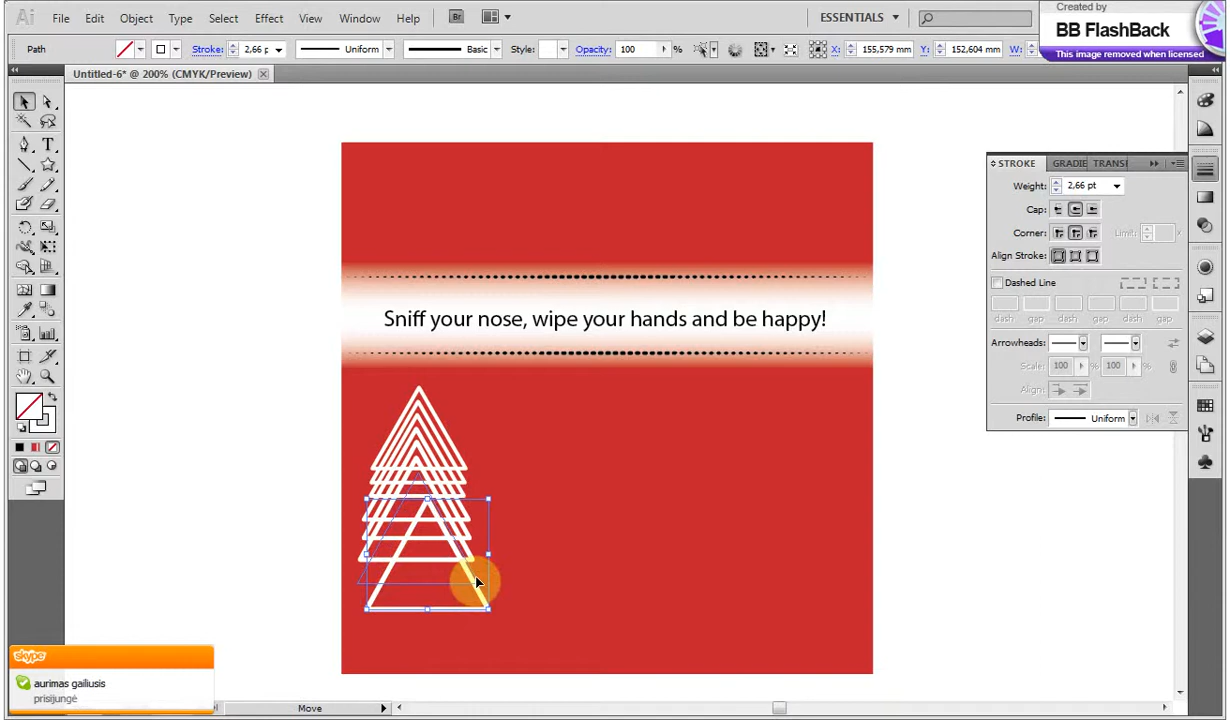 Ai File Edit Object Type Select Effect View Window Help Br ESSENTIALS
Created by
BB FlashBack
This image removed when licensed
Path Stroke: 2,66 p Uniform Basic Style: Opacity: 100 % X: 155,579 mm Y: 152,604 mm W:
Untitled-6* @ 200% (CMYK/Preview)
STROKE GRADIE TRANSI
Weight: 2,66 pt
Cap:
Corner: Limit: x
Align Stroke:
Dashed Line
dash gap dash gap dash gap
Arrowheads:
Scale: 100 % 100 %
Align:
Profile: Uniform
Sniff your nose, wipe your hands and be happy!
skype
aurimas gailiusis
prisijungė
Move